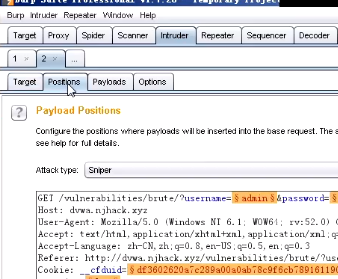 Burp Suite Professional v1.7.26 - Temporary Project
Burp Intruder Repeater Window Help
Target Proxy Spider Scanner Intruder Repeater Sequencer Decoder
1 × 2 × ...
Target Positions Payloads Options
? Payload Positions
Configure the positions where payloads will be inserted into the base request. The
see help for full details.
Attack type: Sniper
GET /vulnerabilities/brute/?username=§admin§&password=§
Host: dvwa.njhack.xyz
User-Agent: Mozilla/5.0 (Windows NT 6.1; WOW64; rv:52.0)
Accept: text/html,application/xhtml+xml,application/xml;q=
Accept-Language: zh-CN,zh;q=0.8,en-US;q=0.5,en;q=0.3
Referer: http://dvwa.njhack.xyz/vulnerabilities/brute/?use
Cookie: __cfduid=§df3602620a7c289a00a0ab78c9f6cb7891611190